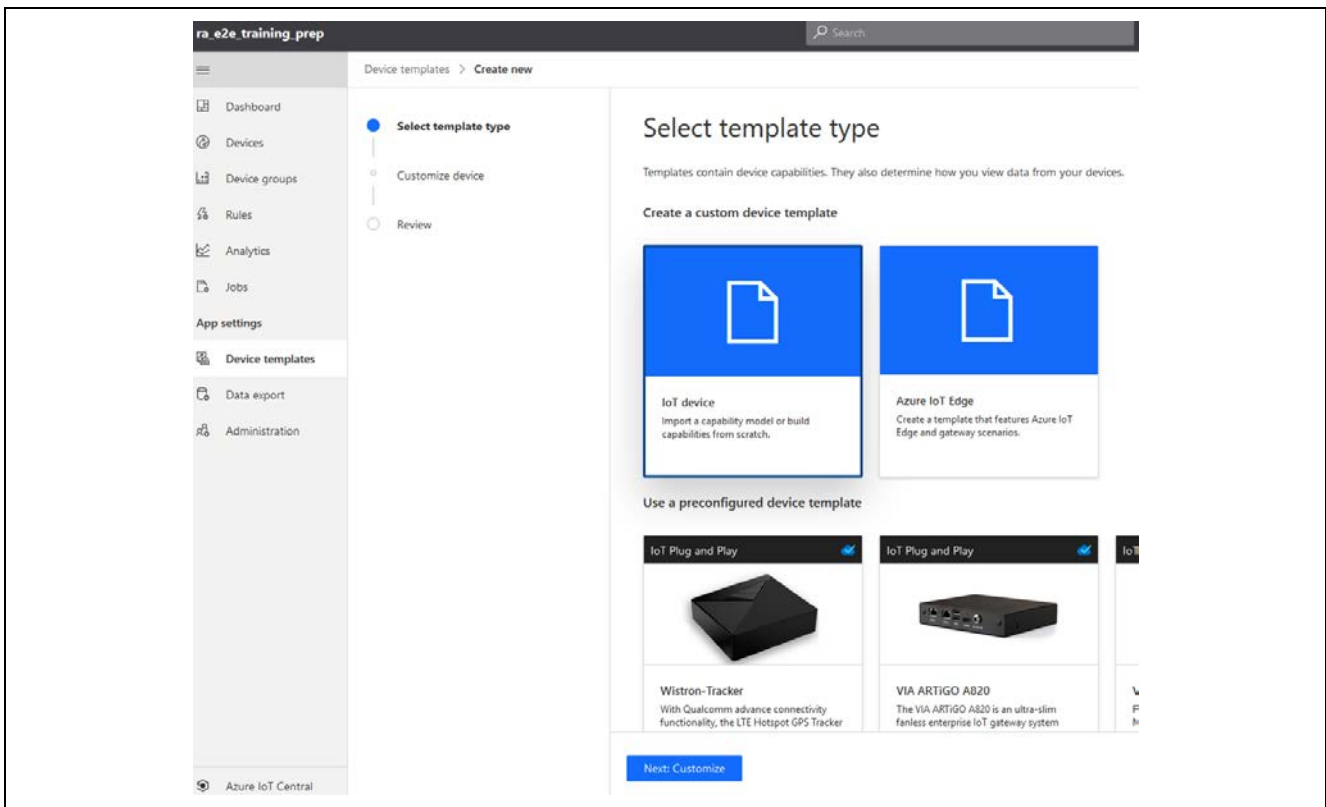 ra_e2e_training_prep
Search
Device templates > Create new
Dashboard
Devices
Device groups
Rules
Analytics
Jobs
App settings
Device templates
Data export
Administration
Azure IoT Central
Select template type
Customize device
Review
Select template type
Templates contain device capabilities. They also determine how you view data from your devices.
Create a custom device template
IoT device
Import a capability model or build
capabilities from scratch.
Azure IoT Edge
Create a template that features Azure IoT
Edge and gateway scenarios.
Use a preconfigured device template
IoT Plug and Play
Wistron-Tracker
With Qualcomm advance connectivity
functionality, the LTE Hotspot GPS Tracker
IoT Plug and Play
VIA ARTiGO A820
The VIA ARTiGO A820 is an ultra-slim
fanless enterprise IoT gateway system
Next: Customize